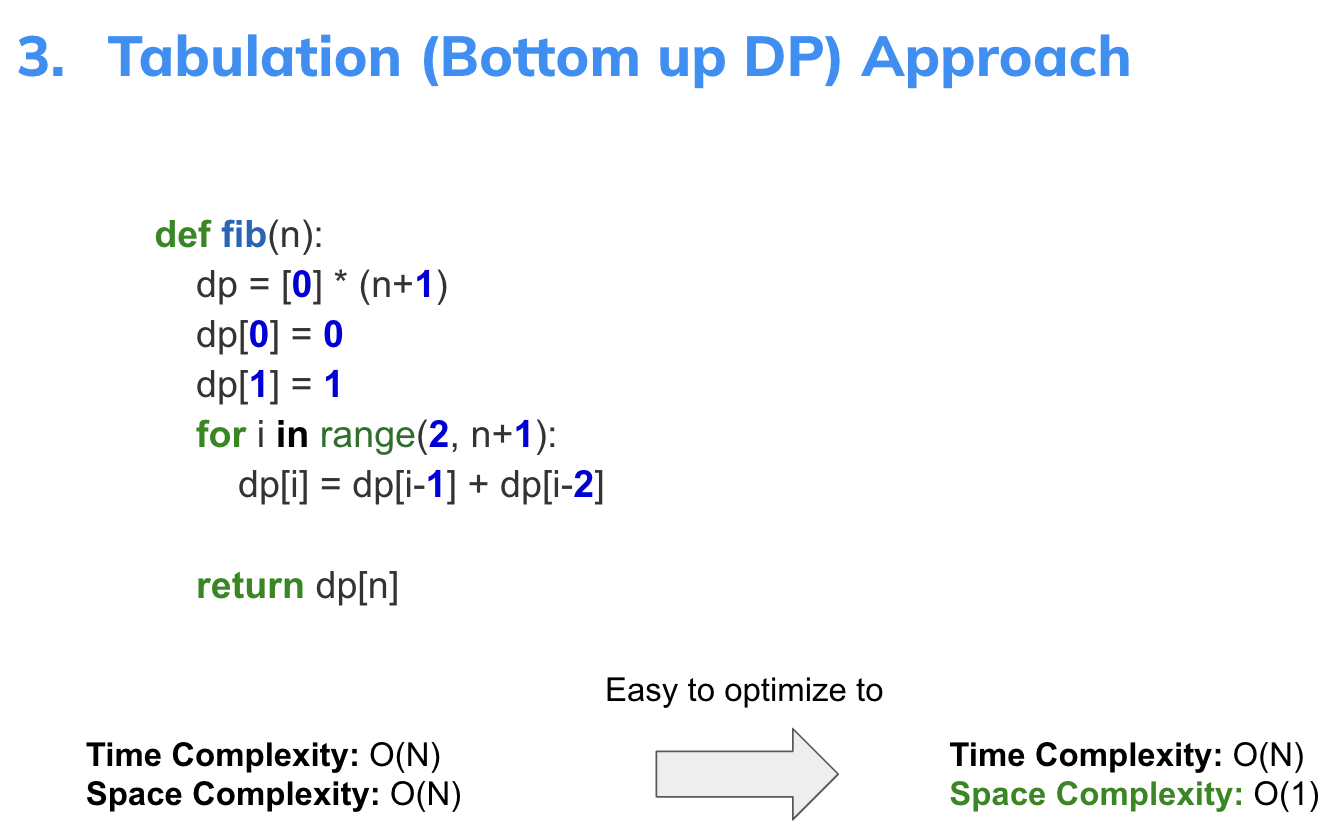 3. Tabulation (Bottom up DP) Approach
def fib(n):
    dp = [0] * (n+1)
    dp[0] = 0
    dp[1] = 1
    for i in range(2, n+1):
        dp[i] = dp[i-1] + dp[i-2]
    return dp[n]
Easy to optimize to
Time Complexity: O(N)
Space Complexity: O(N)
Time Complexity: O(N)
Space Complexity: O(1)